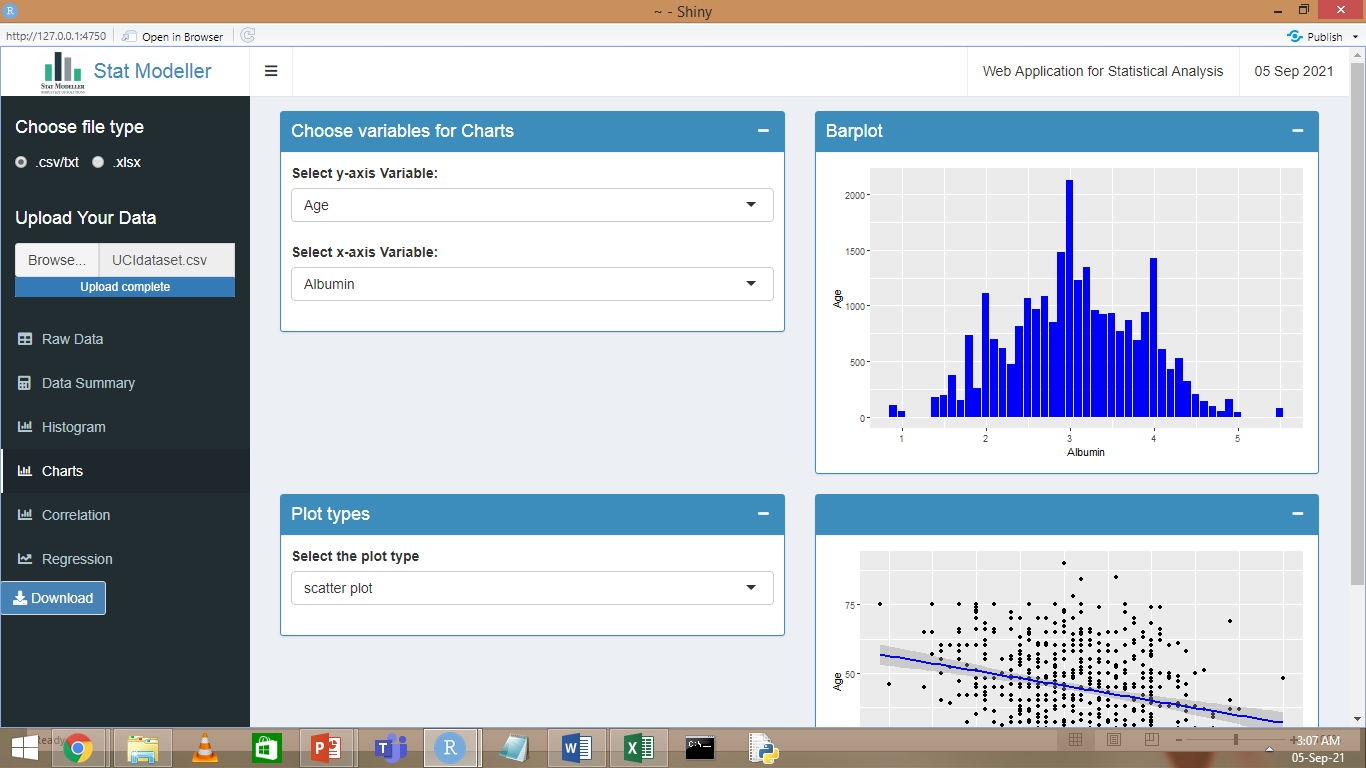 ~ - Shiny
http://127.0.0.1:4750 Open in Browser Publish
STAT MODELLER
Stat Modeller
Web Application for Statistical Analysis 05 Sep 2021
Choose file type
.csv/txt .xlsx
Upload Your Data
Browse... UCIdataset.csv
Upload complete
Raw Data
Data Summary
Histogram
Charts
Correlation
Regression
Download
Choose variables for Charts
Select y-axis Variable:
Age
Select x-axis Variable:
Albumin
Barplot
2000
1500
1000
500
0
Age
1 2 3 4 5
Albumin
Plot types
Select the plot type
scatter plot
75
50
Age
Ready
3:07 AM
05-Sep-21